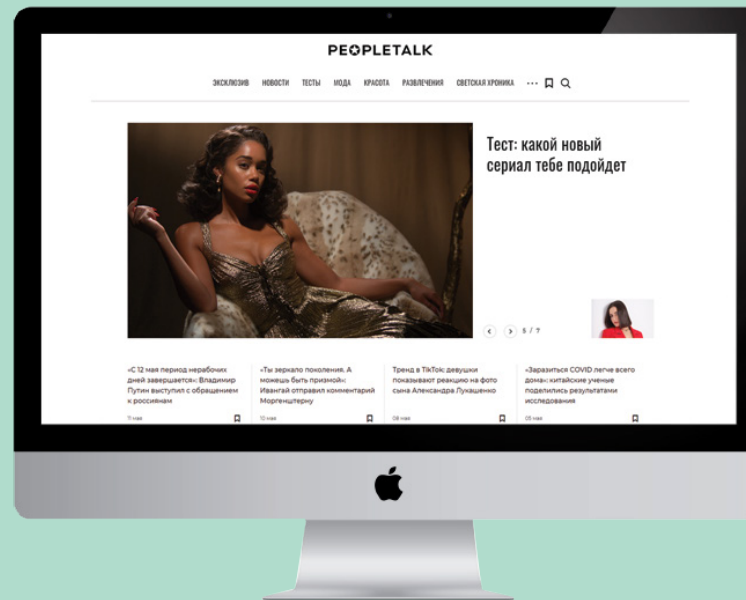 PEOPLETALK
ЭКСКЛЮЗИВ НОВОСТИ ТЕСТЫ МОДА КРАСОТА РАЗВЛЕЧЕНИЯ СВЕТСКАЯ ХРОНИКА ...
Тест: какой новый
сериал тебе подойдет
5 / 7
«С 12 мая период нерабочих
дней завершается»: Владимир
Путин выступил с обращением
к россиянам
11 мая
«Ты зеркало поколения. А
можешь быть призмой»:
Ивангай отправил комментарий
Моргенштерну
13 мая
Тренд в TikTok: девушки
показывают реакцию на фото
сына Александра Лукашенко
08 мая
«Заразиться COVID легче всего
дома»: китайские ученые
поделились результатами
исследования
05 мая